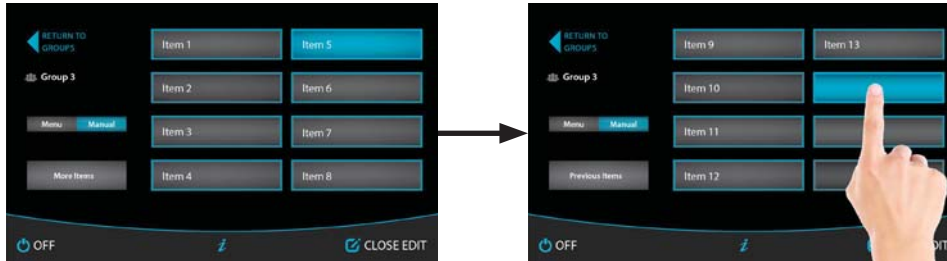 RETURN TO
GROUPS
Group 3
Menu Manual
More Items
Item 1
Item 2
Item 3
Item 4
Item 5
Item 6
Item 7
Item 8
OFF
i
CLOSE EDIT
RETURN TO
GROUPS
Group 3
Menu Manual
Previous Items
Item 9
Item 10
Item 11
Item 12
Item 13
OFF
i